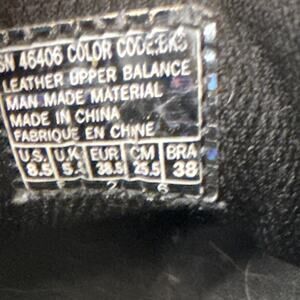 SN 46406 COLOR CODE:BKS
LEATHER UPPER BALANCE
MAN MADE MATERIAL
MADE IN CHINA
FABRIQUE EN CHINE
U.S. U.K. EUR CM BRA
8.5 5.5 38.5 25.5 38